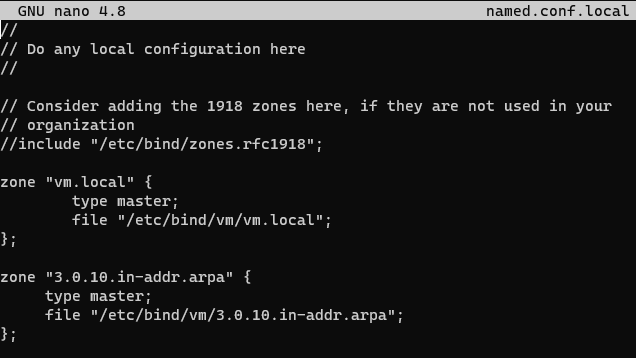 GNU nano 4.8 named.conf.local
//
// Do any local configuration here
//
// Consider adding the 1918 zones here, if they are not used in your
// organization
//include "/etc/bind/zones.rfc1918";
zone "vm.local" {
        type master;
        file "/etc/bind/vm/vm.local";
};
zone "3.0.10.in-addr.arpa" {
     type master;
     file "/etc/bind/vm/3.0.10.in-addr.arpa";
};